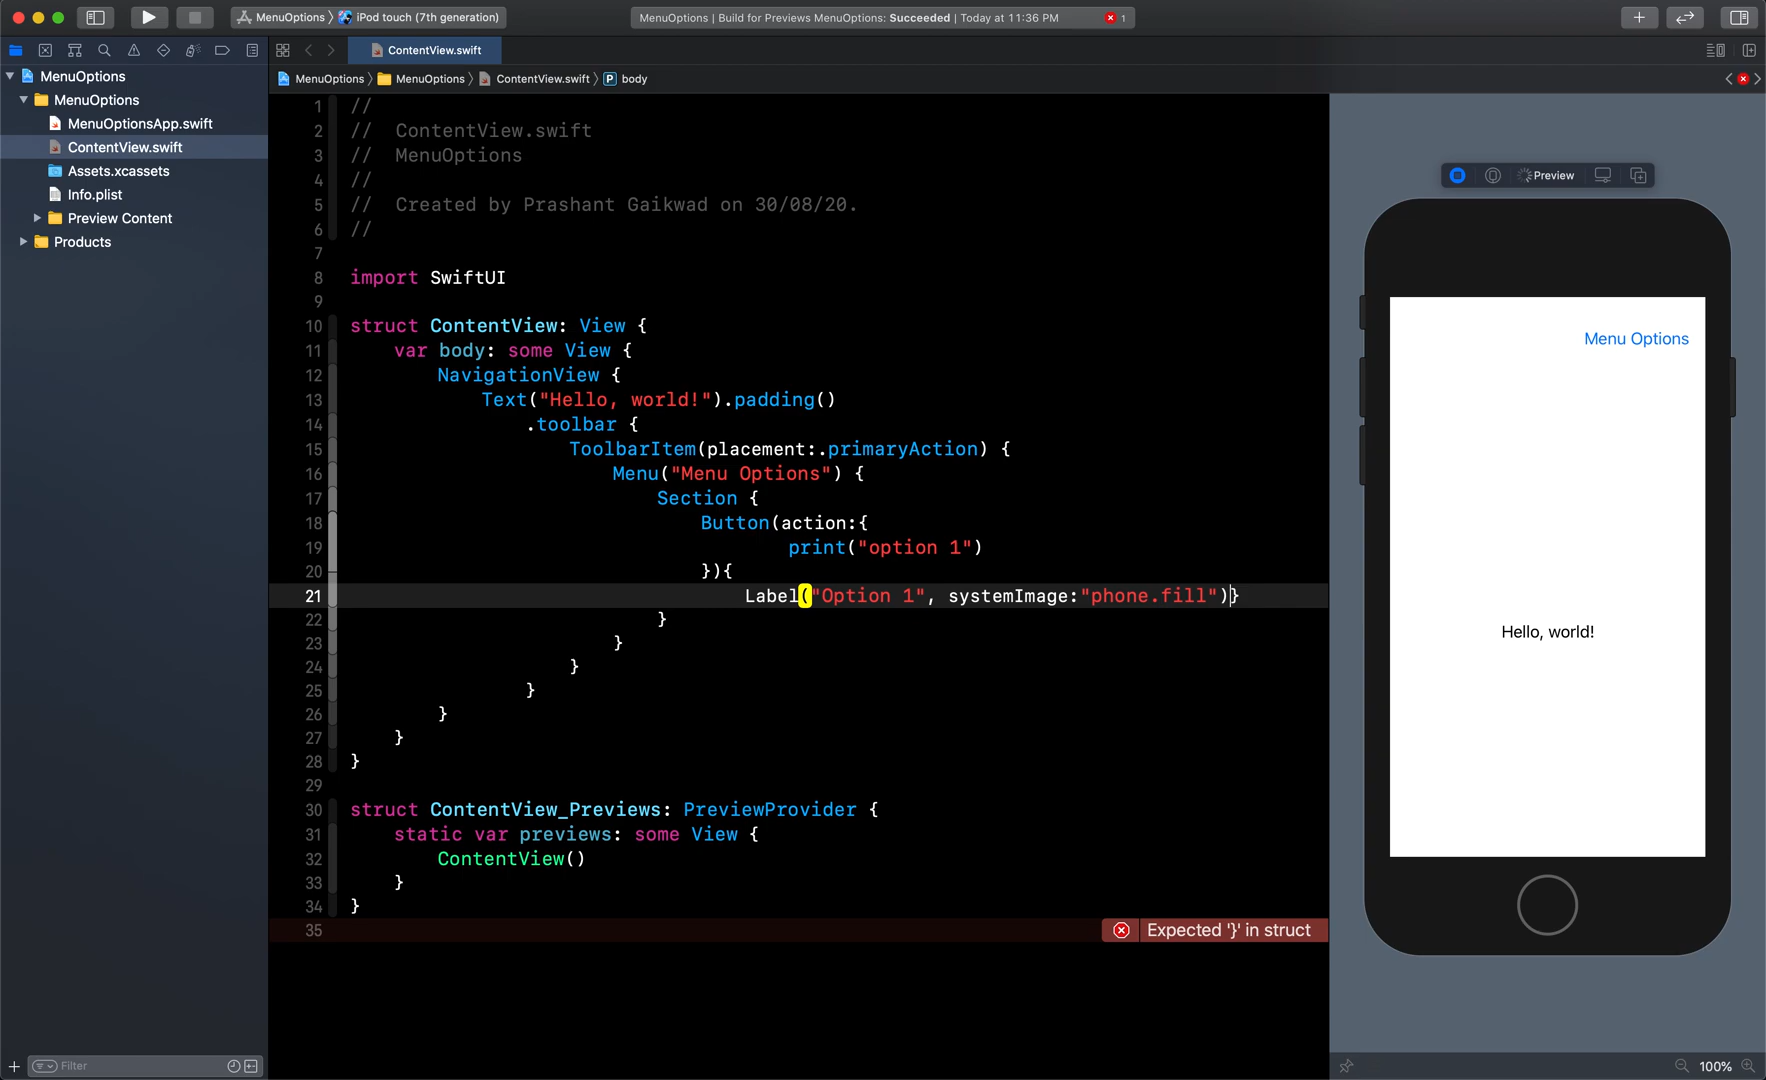 MenuOptions
iPod touch (7th generation)
MenuOptions | Build for Previews MenuOptions: Succeeded | Today at 11:36 PM
1
ContentView.swift
MenuOptions
MenuOptions
ContentView.swift
P
body
MenuOptions
MenuOptions
MenuOptionsApp.swift
ContentView.swift
Assets.xcassets
Info.plist
Preview Content
Products
1 //
2 //  ContentView.swift
3 //  MenuOptions
4 //
5 //  Created by Prashant Gaikwad on 30/08/20.
6 //
7
8 import SwiftUI
9
10 struct ContentView: View {
11     var body: some View {
12         NavigationView {
13             Text("Hello, world!").padding()
14                 .toolbar {
15                     ToolbarItem(placement:.primaryAction) {
16                         Menu("Menu Options") {
17                             Section {
18                                 Button(action:{
19                                         print("option 1")
20                                 }){
21                                     Label("Option 1", systemImage:"phone.fill")}
22                             }
23                         }
24                     }
25                 }
26         }
27     }
28 }
29
30 struct ContentView_Previews: PreviewProvider {
31     static var previews: some View {
32         ContentView()
33     }
34 }
35
Expected '}' in struct
Preview
Menu Options
Hello, world!
Filter
100%